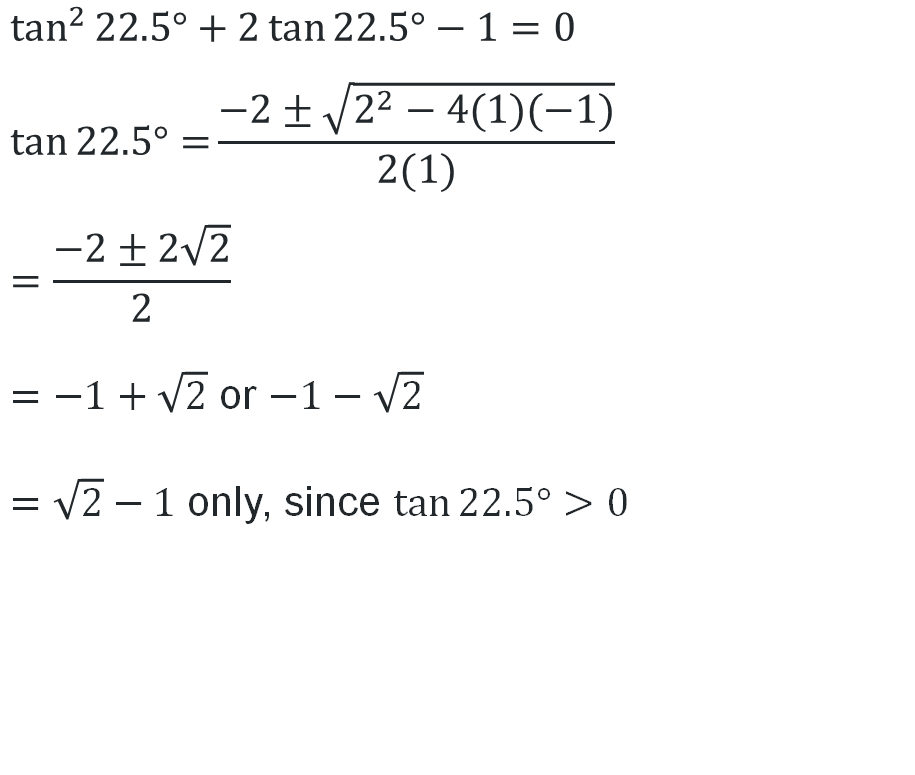 tan² 22.5° + 2 tan 22.5° − 1 = 0
tan 22.5° = (−2 ± √(2² − 4(1)(−1))) / 2(1)
= (−2 ± 2√2) / 2
= −1 + √2 or −1 − √2
= √2 − 1 only, since tan 22.5° > 0